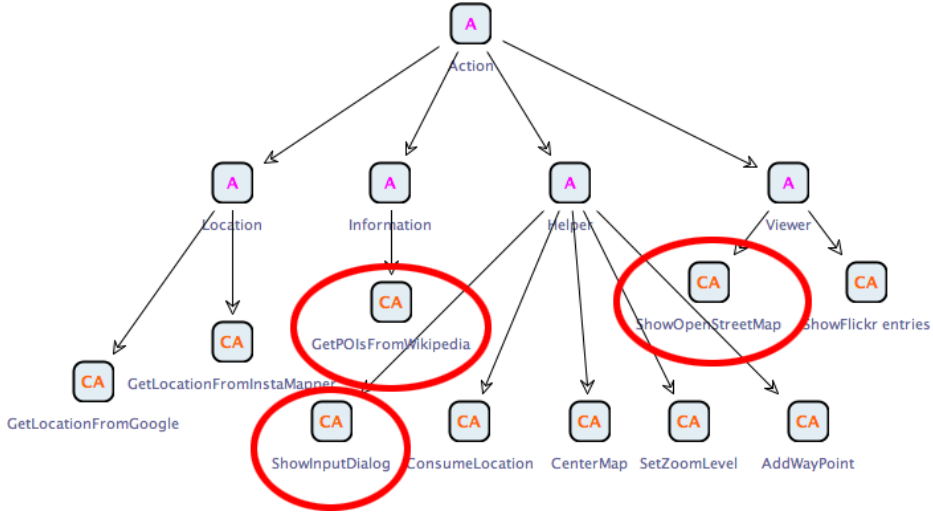 A
Action
A
A
A
A
Location
Information
Helper
Viewer
CA
CA
CA
ShowOpenStreetMap
ShowFlickr entries
CA
GetPOIsFromWikipedia
CA
GetLocationFromInstaMapper
GetLocationFromGoogle
CA
CA
CA
CA
CA
ShowInputDialog
ConsumeLocation
CenterMap
SetZoomLevel
AddWayPoint